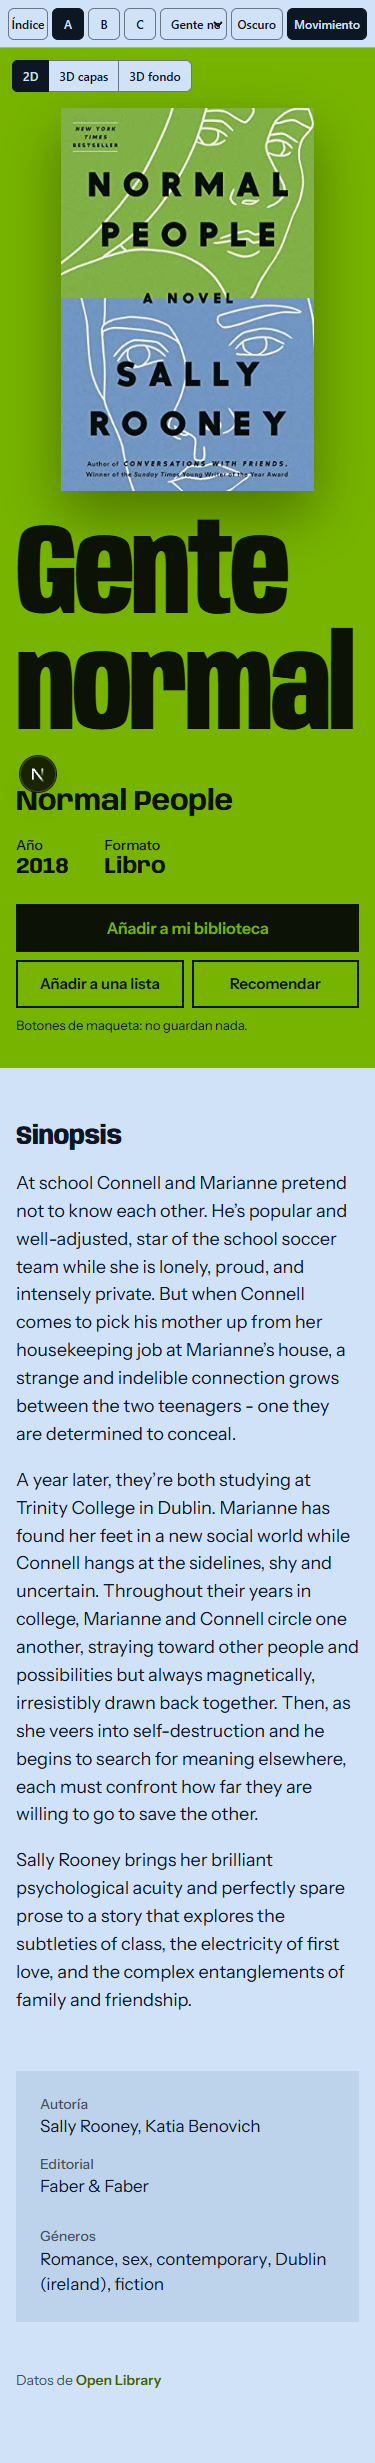 Índice
A
B
C
Gente no
Oscuro
Movimiento
2D
3D capas
3D fondo
NEW YORK
TIMES
BESTSELLER
NORMAL
PEOPLE
A NOVEL
SALLY
ROONEY
Author of CONVERSATIONS WITH FRIENDS,
Winner of the Sunday Times Young Writer of the Year Award
Gente
normal
N
Normal People
Año
2018
Formato
Libro
Añadir a mi biblioteca
Añadir a una lista
Recomendar
Botones de maqueta: no guardan nada.
Sinopsis
At school Connell and Marianne pretend
not to know each other. He’s popular and
well-adjusted, star of the school soccer
team while she is lonely, proud, and
intensely private. But when Connell
comes to pick his mother up from her
housekeeping job at Marianne’s house, a
strange and indelible connection grows
between the two teenagers - one they
are determined to conceal.
A year later, they’re both studying at
Trinity College in Dublin. Marianne has
found her feet in a new social world while
Connell hangs at the sidelines, shy and
uncertain. Throughout their years in
college, Marianne and Connell circle one
another, straying toward other people and
possibilities but always magnetically,
irresistibly drawn back together. Then, as
she veers into self-destruction and he
begins to search for meaning elsewhere,
each must confront how far they are
willing to go to save the other.
Sally Rooney brings her brilliant
psychological acuity and perfectly spare
prose to a story that explores the
subtleties of class, the electricity of first
love, and the complex entanglements of
family and friendship.
Autoría
Sally Rooney, Katia Benovich
Editorial
Faber & Faber
Géneros
Romance, sex, contemporary, Dublin
(ireland), fiction
Datos de Open Library